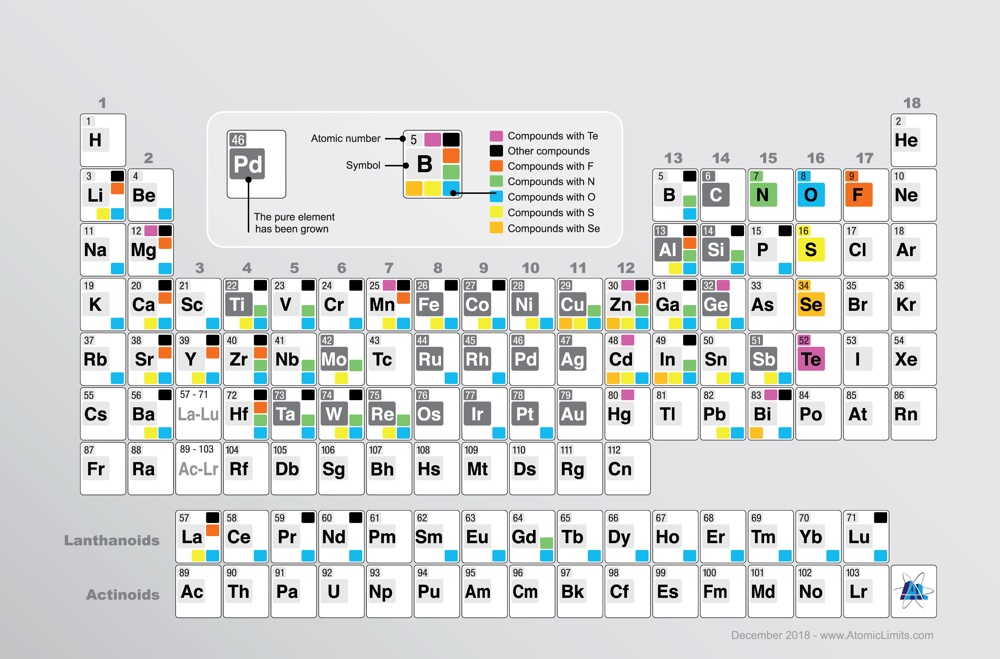 1
18
1
H
2
He
46
Pd
The pure element
has been grown
Atomic number
Symbol
5
B
Compounds with Te
Other compounds
Compounds with F
Compounds with N
Compounds with O
Compounds with S
Compounds with Se
2
13
14
15
16
17
3
Li
4
Be
5
B
6
C
7
N
8
O
9
F
10
Ne
11
Na
12
Mg
13
Al
14
Si
15
P
16
S
17
Cl
18
Ar
3
4
5
6
7
8
9
10
11
12
19
K
20
Ca
21
Sc
22
Ti
23
V
24
Cr
25
Mn
26
Fe
27
Co
28
Ni
29
Cu
30
Zn
31
Ga
32
Ge
33
As
34
Se
35
Br
36
Kr
37
Rb
38
Sr
39
Y
40
Zr
41
Nb
42
Mo
43
Tc
44
Ru
45
Rh
46
Pd
47
Ag
48
Cd
49
In
50
Sn
51
Sb
52
Te
53
I
54
Xe
55
Cs
56
Ba
57 - 71
La-Lu
72
Hf
73
Ta
74
W
75
Re
76
Os
77
Ir
78
Pt
79
Au
80
Hg
81
Tl
82
Pb
83
Bi
84
Po
85
At
86
Rn
87
Fr
88
Ra
89 - 103
Ac-Lr
104
Rf
105
Db
106
Sg
107
Bh
108
Hs
109
Mt
110
Ds
111
Rg
112
Cn
Lanthanoids
57
La
58
Ce
59
Pr
60
Nd
61
Pm
62
Sm
63
Eu
64
Gd
65
Tb
66
Dy
67
Ho
68
Er
69
Tm
70
Yb
71
Lu
Actinoids
89
Ac
90
Th
91
Pa
92
U
93
Np
94
Pu
95
Am
96
Cm
97
Bk
98
Cf
99
Es
100
Fm
101
Md
102
No
103
Lr
AL
December 2018 - www.AtomicLimits.com